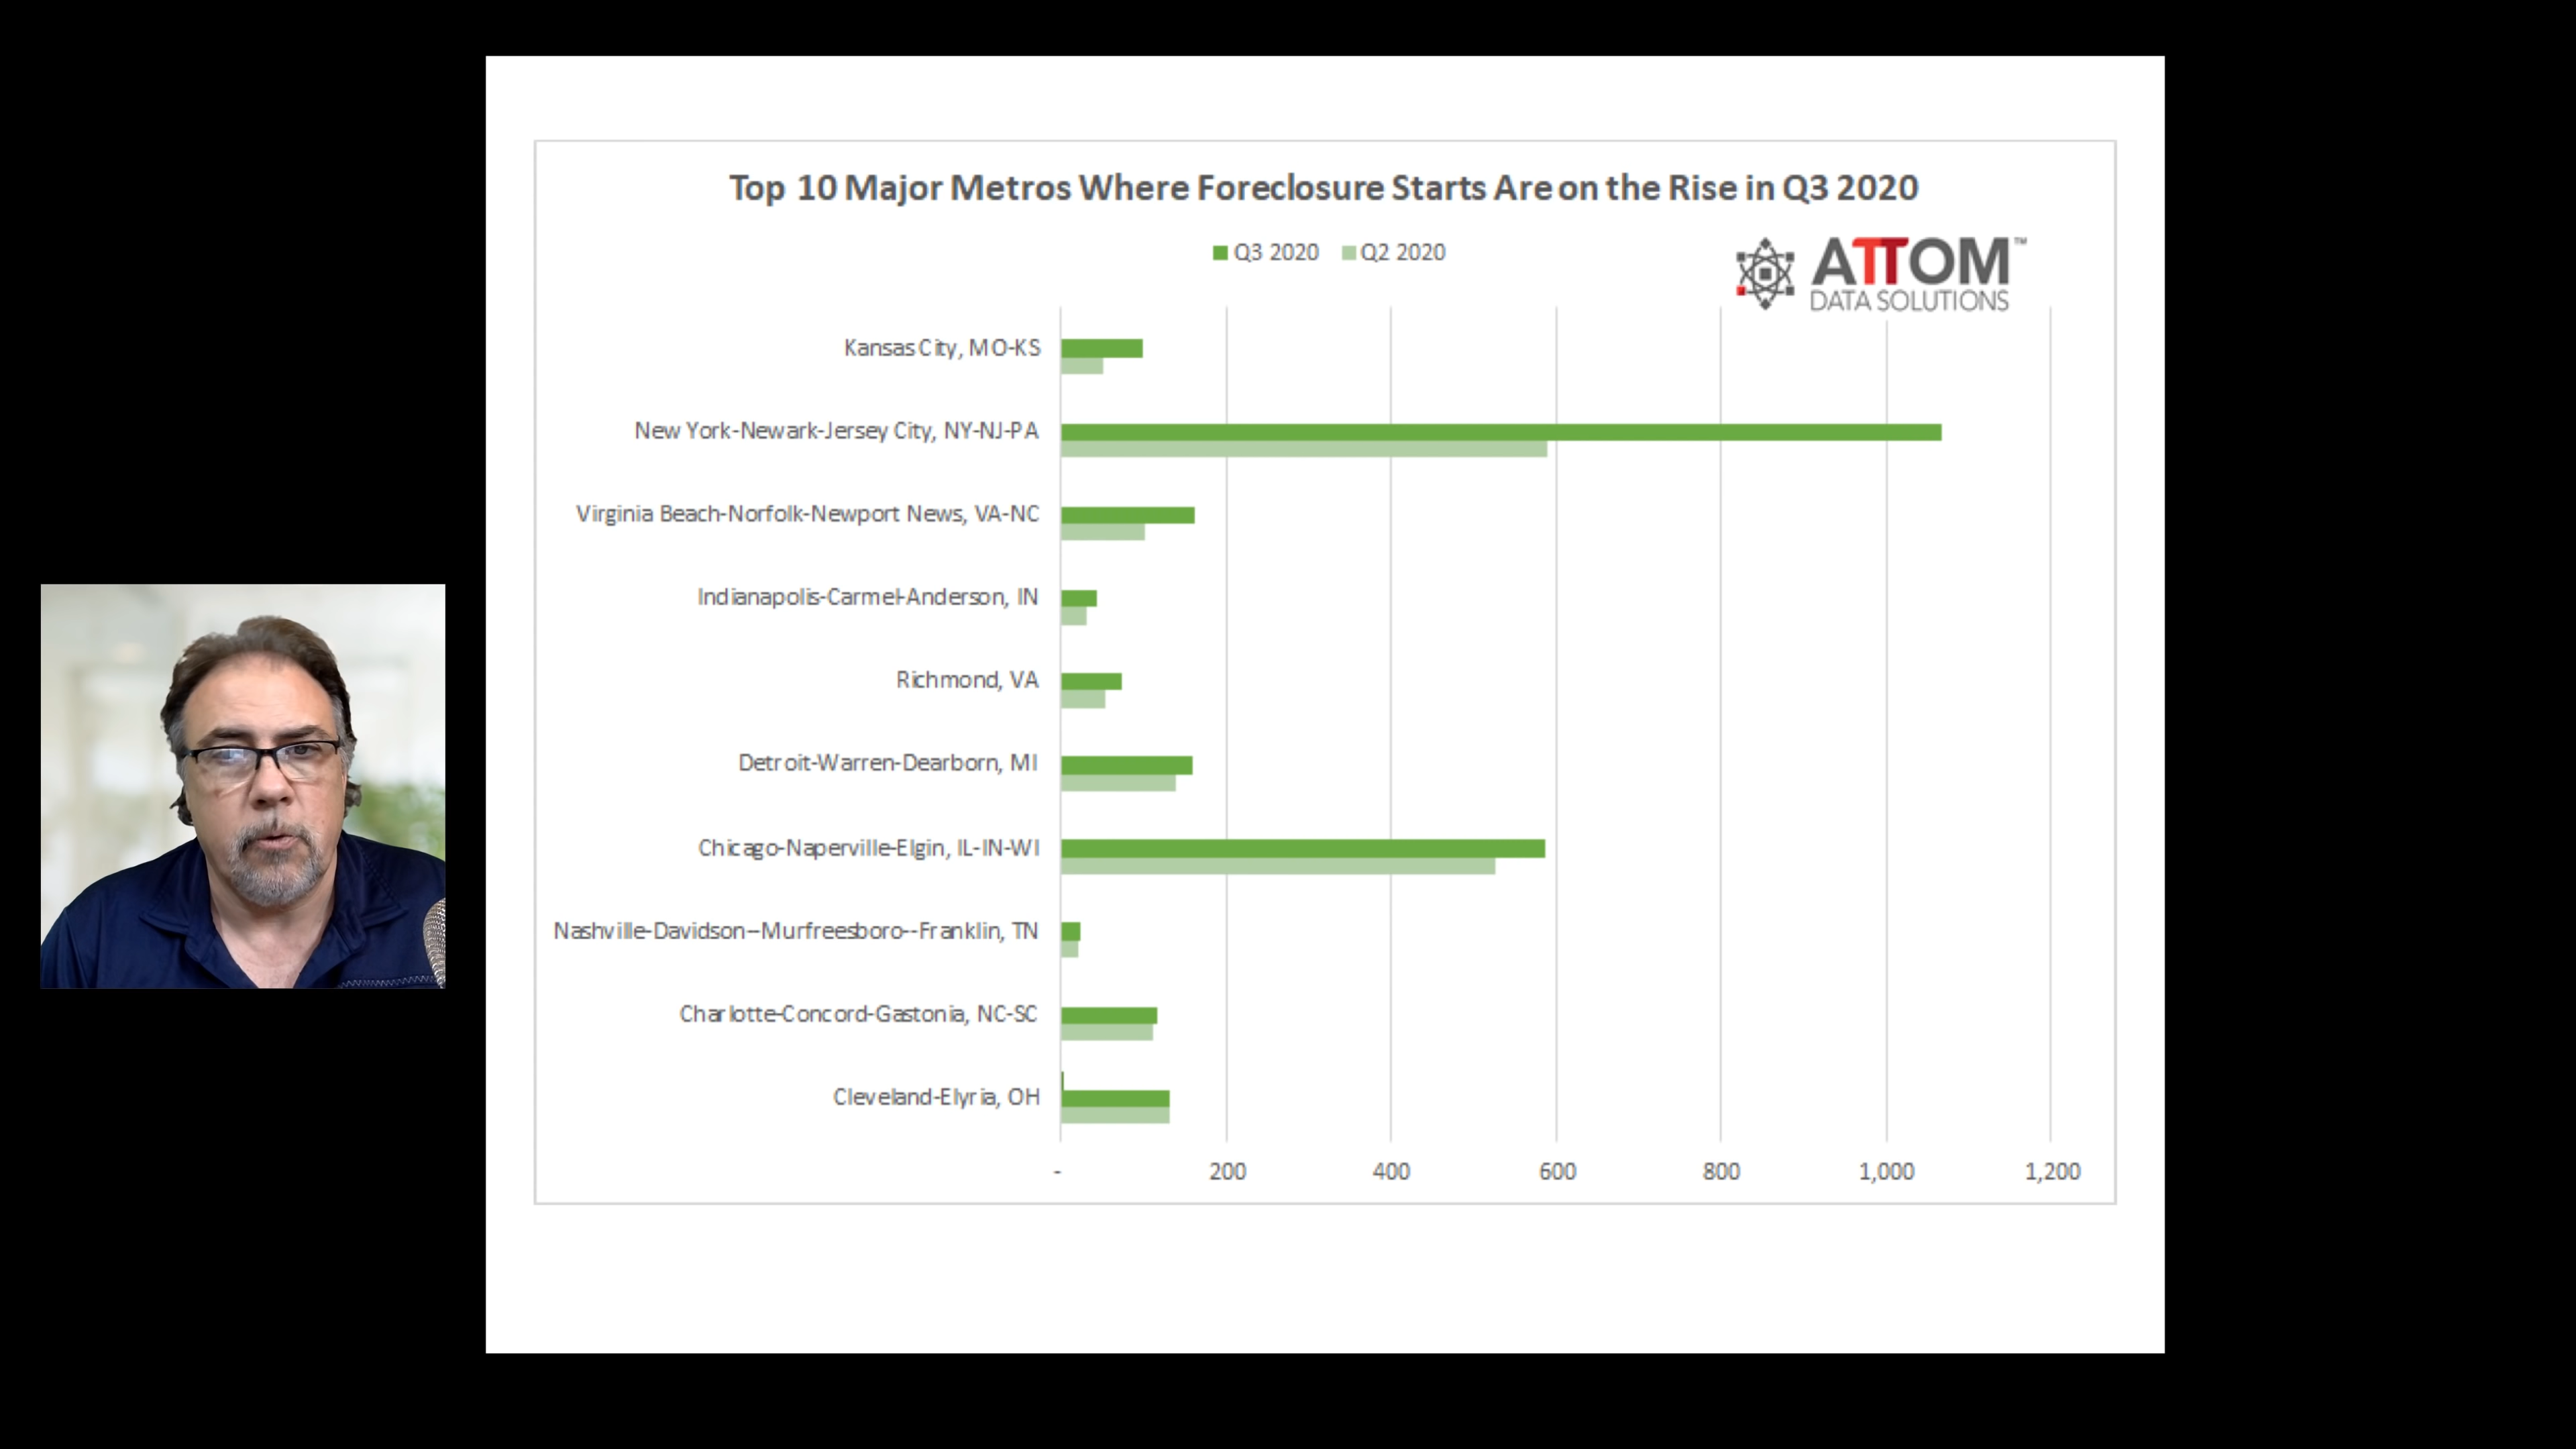 Top 10 Major Metros Where Foreclosure Starts Are on the Rise in Q3 2020
Q3 2020 Q2 2020
ATTOM™
DATA SOLUTIONS
Kansas City, MO-KS
New York-Newark-Jersey City, NY-NJ-PA
Virginia Beach-Norfolk-Newport News, VA-NC
Indianapolis-Carmel-Anderson, IN
Richmond, VA
Detroit-Warren-Dearborn, MI
Chicago-Naperville-Elgin, IL-IN-WI
Nashville-Davidson--Murfreesboro--Franklin, TN
Charlotte-Concord-Gastonia, NC-SC
Cleveland-Elyria, OH
- 200 400 600 800 1,000 1,200